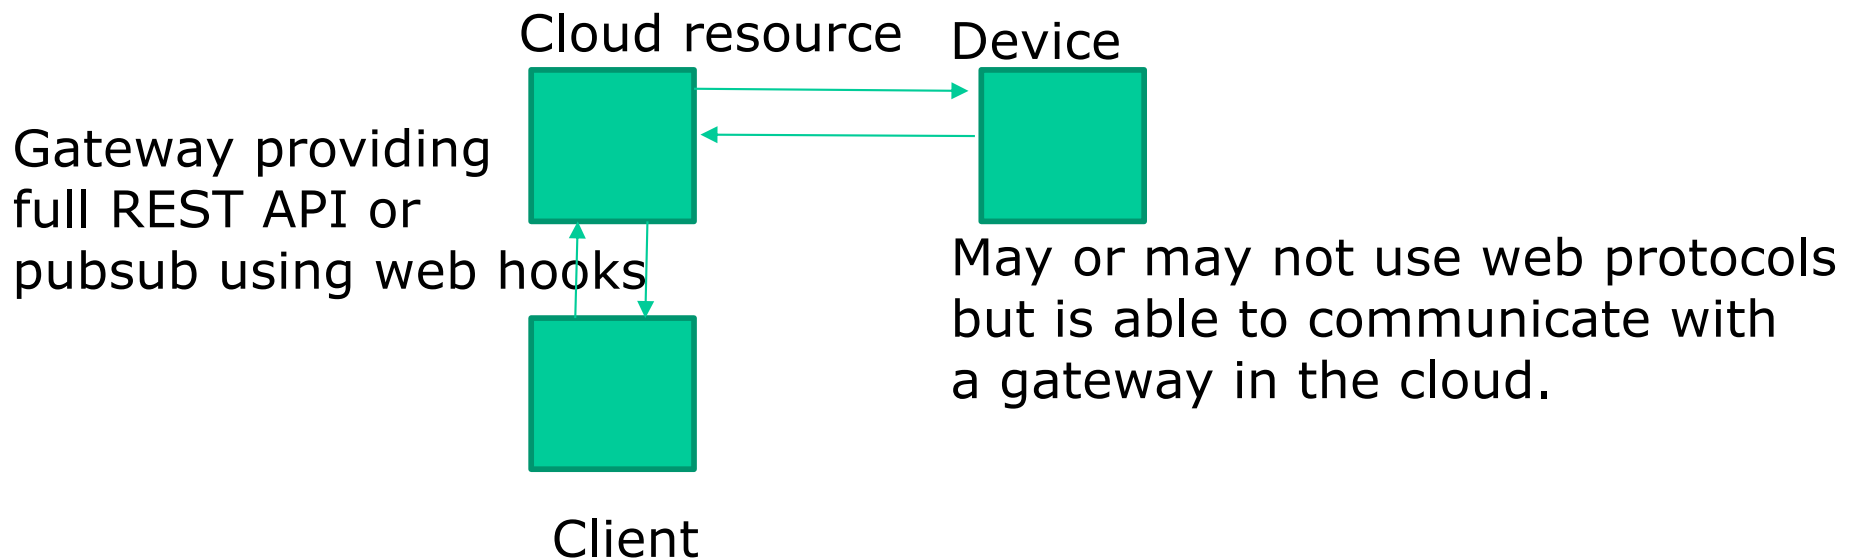 Cloud resource
Device
Gateway providing
full REST API or
pubsub using web hooks
May or may not use web protocols
but is able to communicate with
a gateway in the cloud.
Client